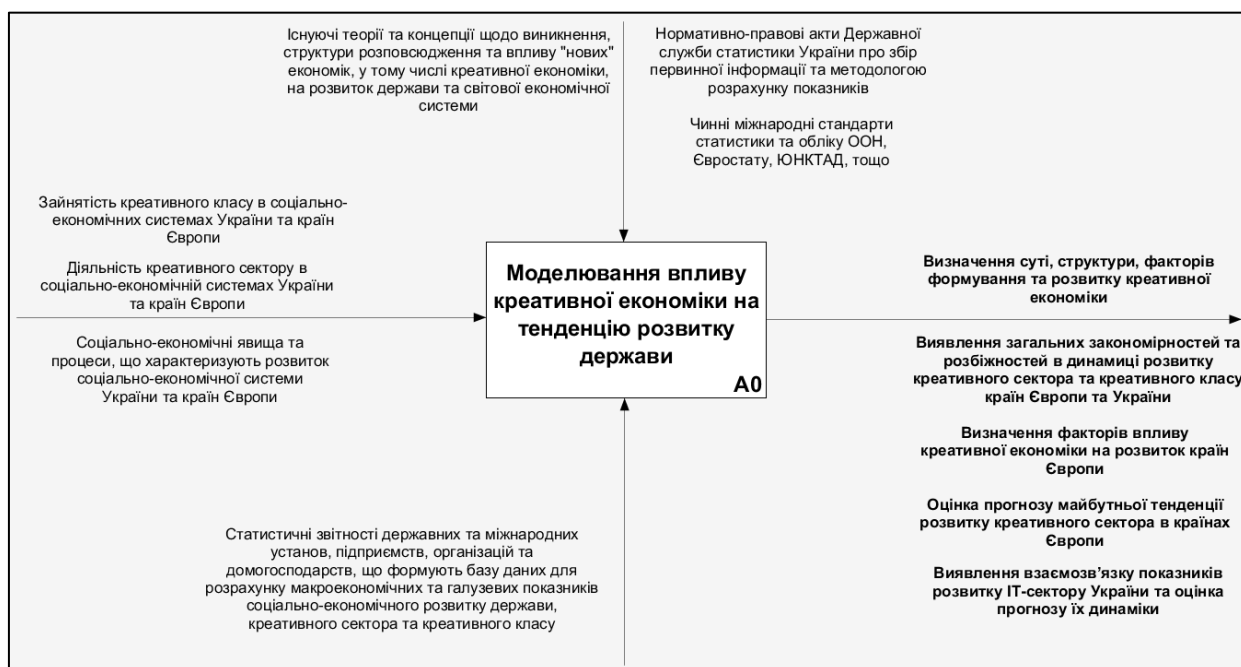 Існуючі теорії та концепції щодо виникнення,
структури розповсюдження та впливу "нових"
економік, у тому числі креативної економіки,
на розвиток держави та світової економічної
системи
Нормативно-правові акти Державної
служби статистики України про збір
первинної інформації та методологою
розрахунку показників
Чинні міжнародні стандарти
статистики та обліку ООН,
Євростату, ЮНКТАД, тощо
Зайнятість креативного класу в соціально-
економічних системах України та країн
Європи
Діяльність креативного сектору в
соціально-економічній системах України
та країн Європи
Соціально-економічні явища та
процеси, що характеризують розвиток
соціально-економічної системи
України та країн Європи
Моделювання впливу
креативної економіки на
тенденцію розвитку
держави
A0
Визначення суті, структури, факторів
формування та розвитку креативної
економіки
Виявлення загальних закономірностей та
розбіжностей в динамиці розвитку
креативного сектора та креативного класу
країн Європи та України
Визначення факторів впливу
креативної економіки на розвиток країн
Європи
Оцінка прогнозу майбутньої тенденції
розвитку креативного сектора в країнах
Європи
Виявлення взаємозв'язку показників
розвитку ІТ-сектору України та оцінка
прогнозу їх динаміки
Статистичні звітності державних та міжнародних
установ, підприємств, організацій та
домогосподарств, що формують базу даних для
розрахунку макроекономічних та галузевих показників
соціально-економічного розвитку держави,
креативного сектора та креативного класу